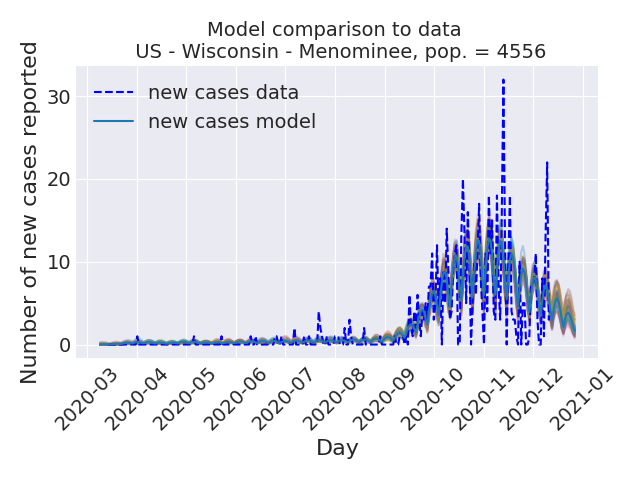 Model comparison to data
US - Wisconsin - Menominee, pop. = 4556
Number of new cases reported
30
20
10
0
new cases data
new cases model
2020-03
2020-04
2020-05
2020-06
2020-07
2020-08
2020-09
2020-10
2020-11
2020-12
2021-01
Day